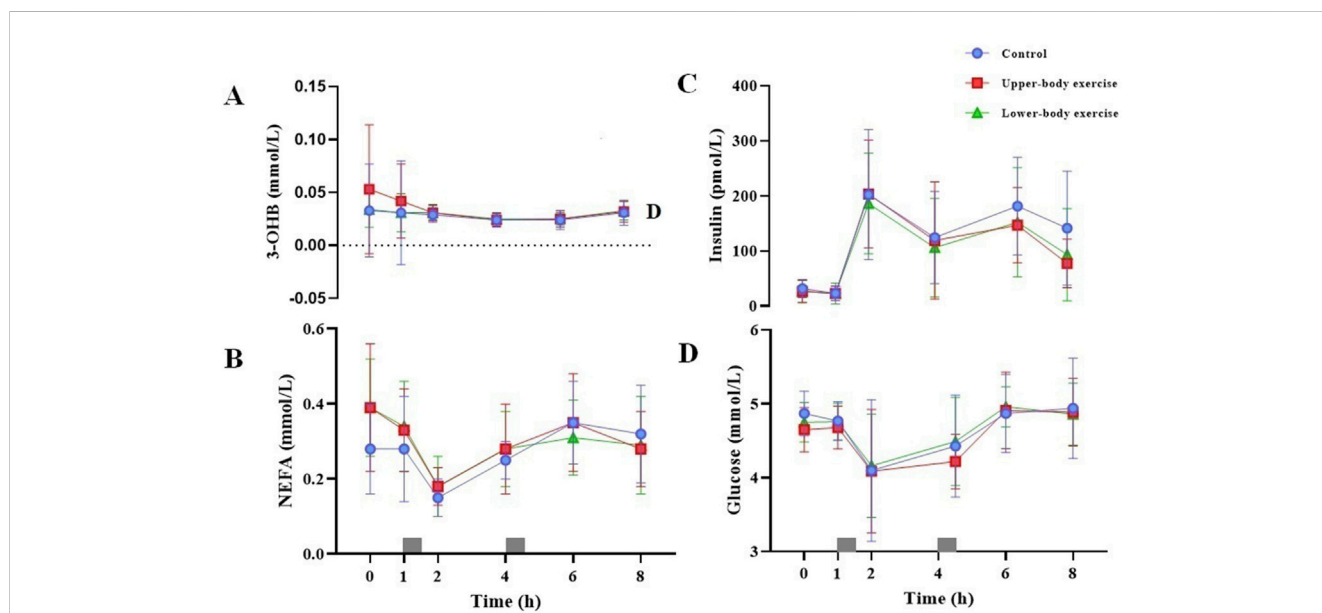 A
0.15
0.10
0.05
0.00
-0.05
3-OHB (mmol/L)
D
C
400
300
200
100
0
Insulin (pmol/L)
Control
Upper-body exercise
Lower-body exercise
B
0.6
0.4
0.2
0.0
NEFA (mmol/L)
0 1 2 4 6 8
Time (h)
D
6
5
4
3
Glucose (mmol/L)
0 1 2 4 6 8
Time (h)